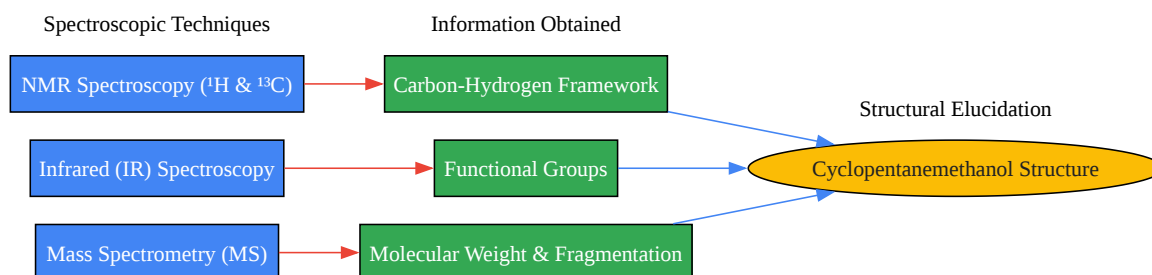 Spectroscopic Techniques
Information Obtained
NMR Spectroscopy (¹H & ¹³C)
Carbon-Hydrogen Framework
Structural Elucidation
Infrared (IR) Spectroscopy
Functional Groups
Cyclopentanemethanol Structure
Mass Spectrometry (MS)
Molecular Weight & Fragmentation